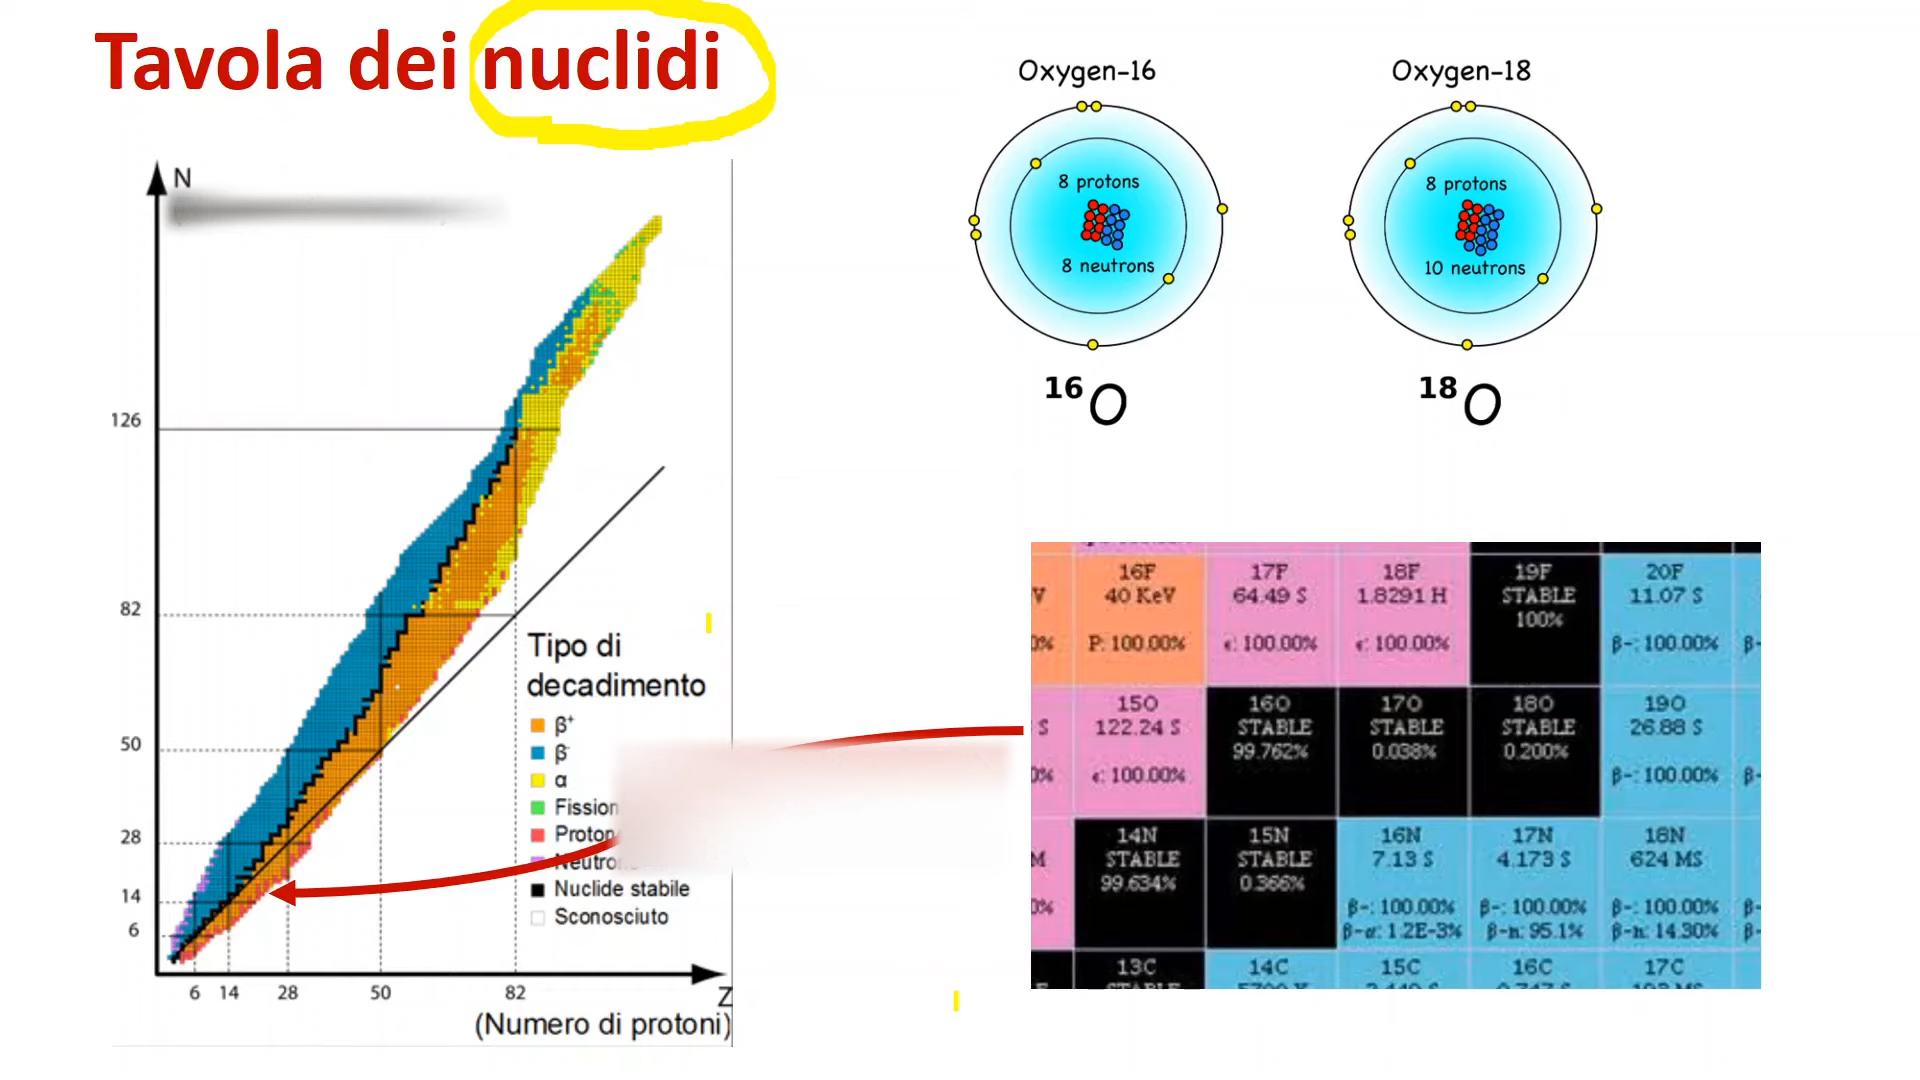 Tavola dei nuclidi
N
126
82
50
28
14
6
6 14 28 50 82
Z
(Numero di protoni)
Tipo di
decadimento
β⁺
β⁻
α
Fission
Proton
Neutron
Nuclide stabile
Sconosciuto
Oxygen-16
8 protons
8 neutrons
16O
Oxygen-18
8 protons
10 neutrons
18O
16F 17F 18F 19F 20F
V 40 KeV 64.49 S 1.8291 H STABLE 11.07 S
100%
0% P: 100.00% ε: 100.00% ε: 100.00% β-: 100.00% β-
15O 16O 17O 18O 19O
S 122.24 S STABLE STABLE STABLE 26.88 S
99.762% 0.038% 0.200%
0% ε: 100.00% β-: 100.00% β-
14N 15N 16N 17N 18N
M STABLE STABLE 7.13 S 4.173 S 624 MS
99.634% 0.366%
0% β-: 100.00% β-: 100.00% β-: 100.00% β-
β-α: 1.2E-3% β-n: 95.1% β-n: 14.30% β-
13C 14C 15C 16C 17C
E STABLE